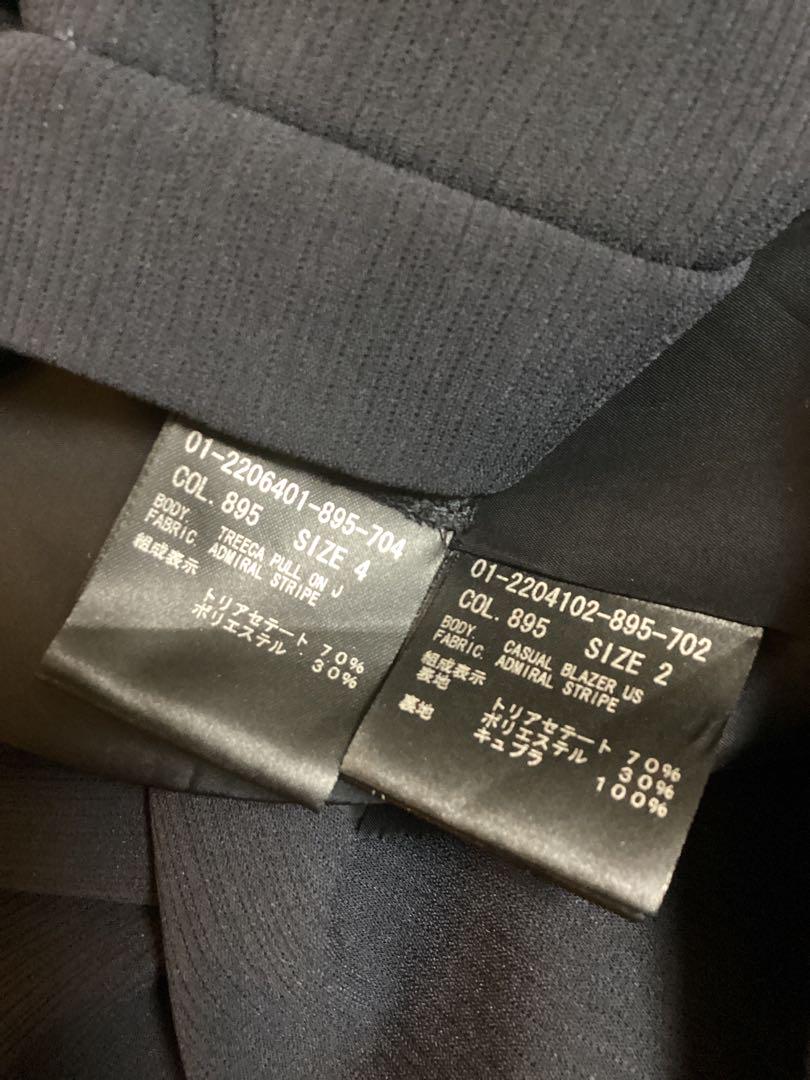 01-2206401-895-704
COL. 895 SIZE 4
BODY. TREECA PULL ON J
FABRIC. ADMIRAL STRIPE
組成表示
トリアセテート 70%
ポリエステル 30%
01-2204102-895-702
COL. 895 SIZE 2
BODY. CASUAL BLAZER US
FABRIC. ADMIRAL STRIPE
組成表示
表地 トリアセテート 70%
ポリエステル 30%
裏地 キュプラ 100%